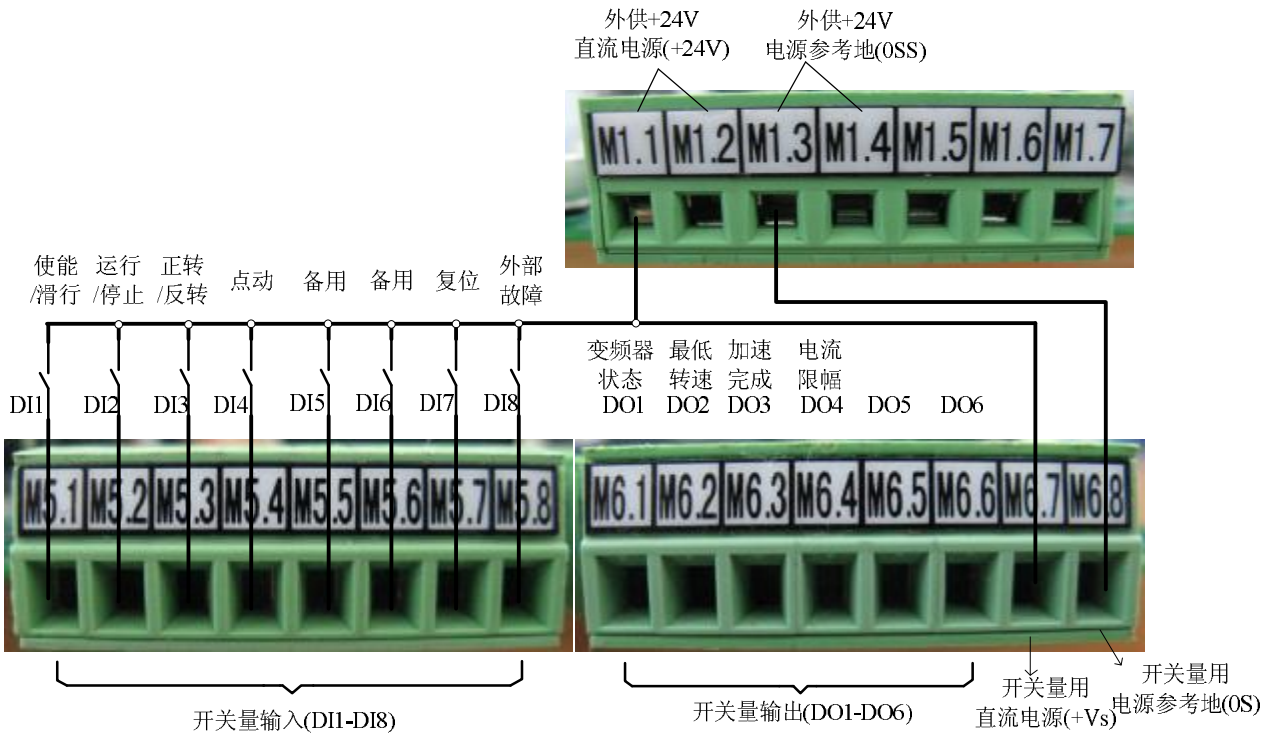 外供+24V
直流电源(+24V)
外供+24V
电源参考地(0SS)
M1.1 M1.2 M1.3 M1.4 M1.5 M1.6 M1.7
使能
/滑行
运行
/停止
正转
/反转
点动
备用
备用
复位
外部
故障
变频器
状态
最低
转速
加速
完成
电流
限幅
DI1 DI2 DI3 DI4 DI5 DI6 DI7 DI8
DO1 DO2 DO3 DO4 DO5 DO6
M5.1 M5.2 M5.3 M5.4 M5.5 M5.6 M5.7 M5.8
M6.1 M6.2 M6.3 M6.4 M6.5 M6.6 M6.7 M6.8
开关量输入(DI1-DI8)
开关量输出(DO1-DO6)
开关量用
直流电源(+Vs)
开关量用
电源参考地(0S)